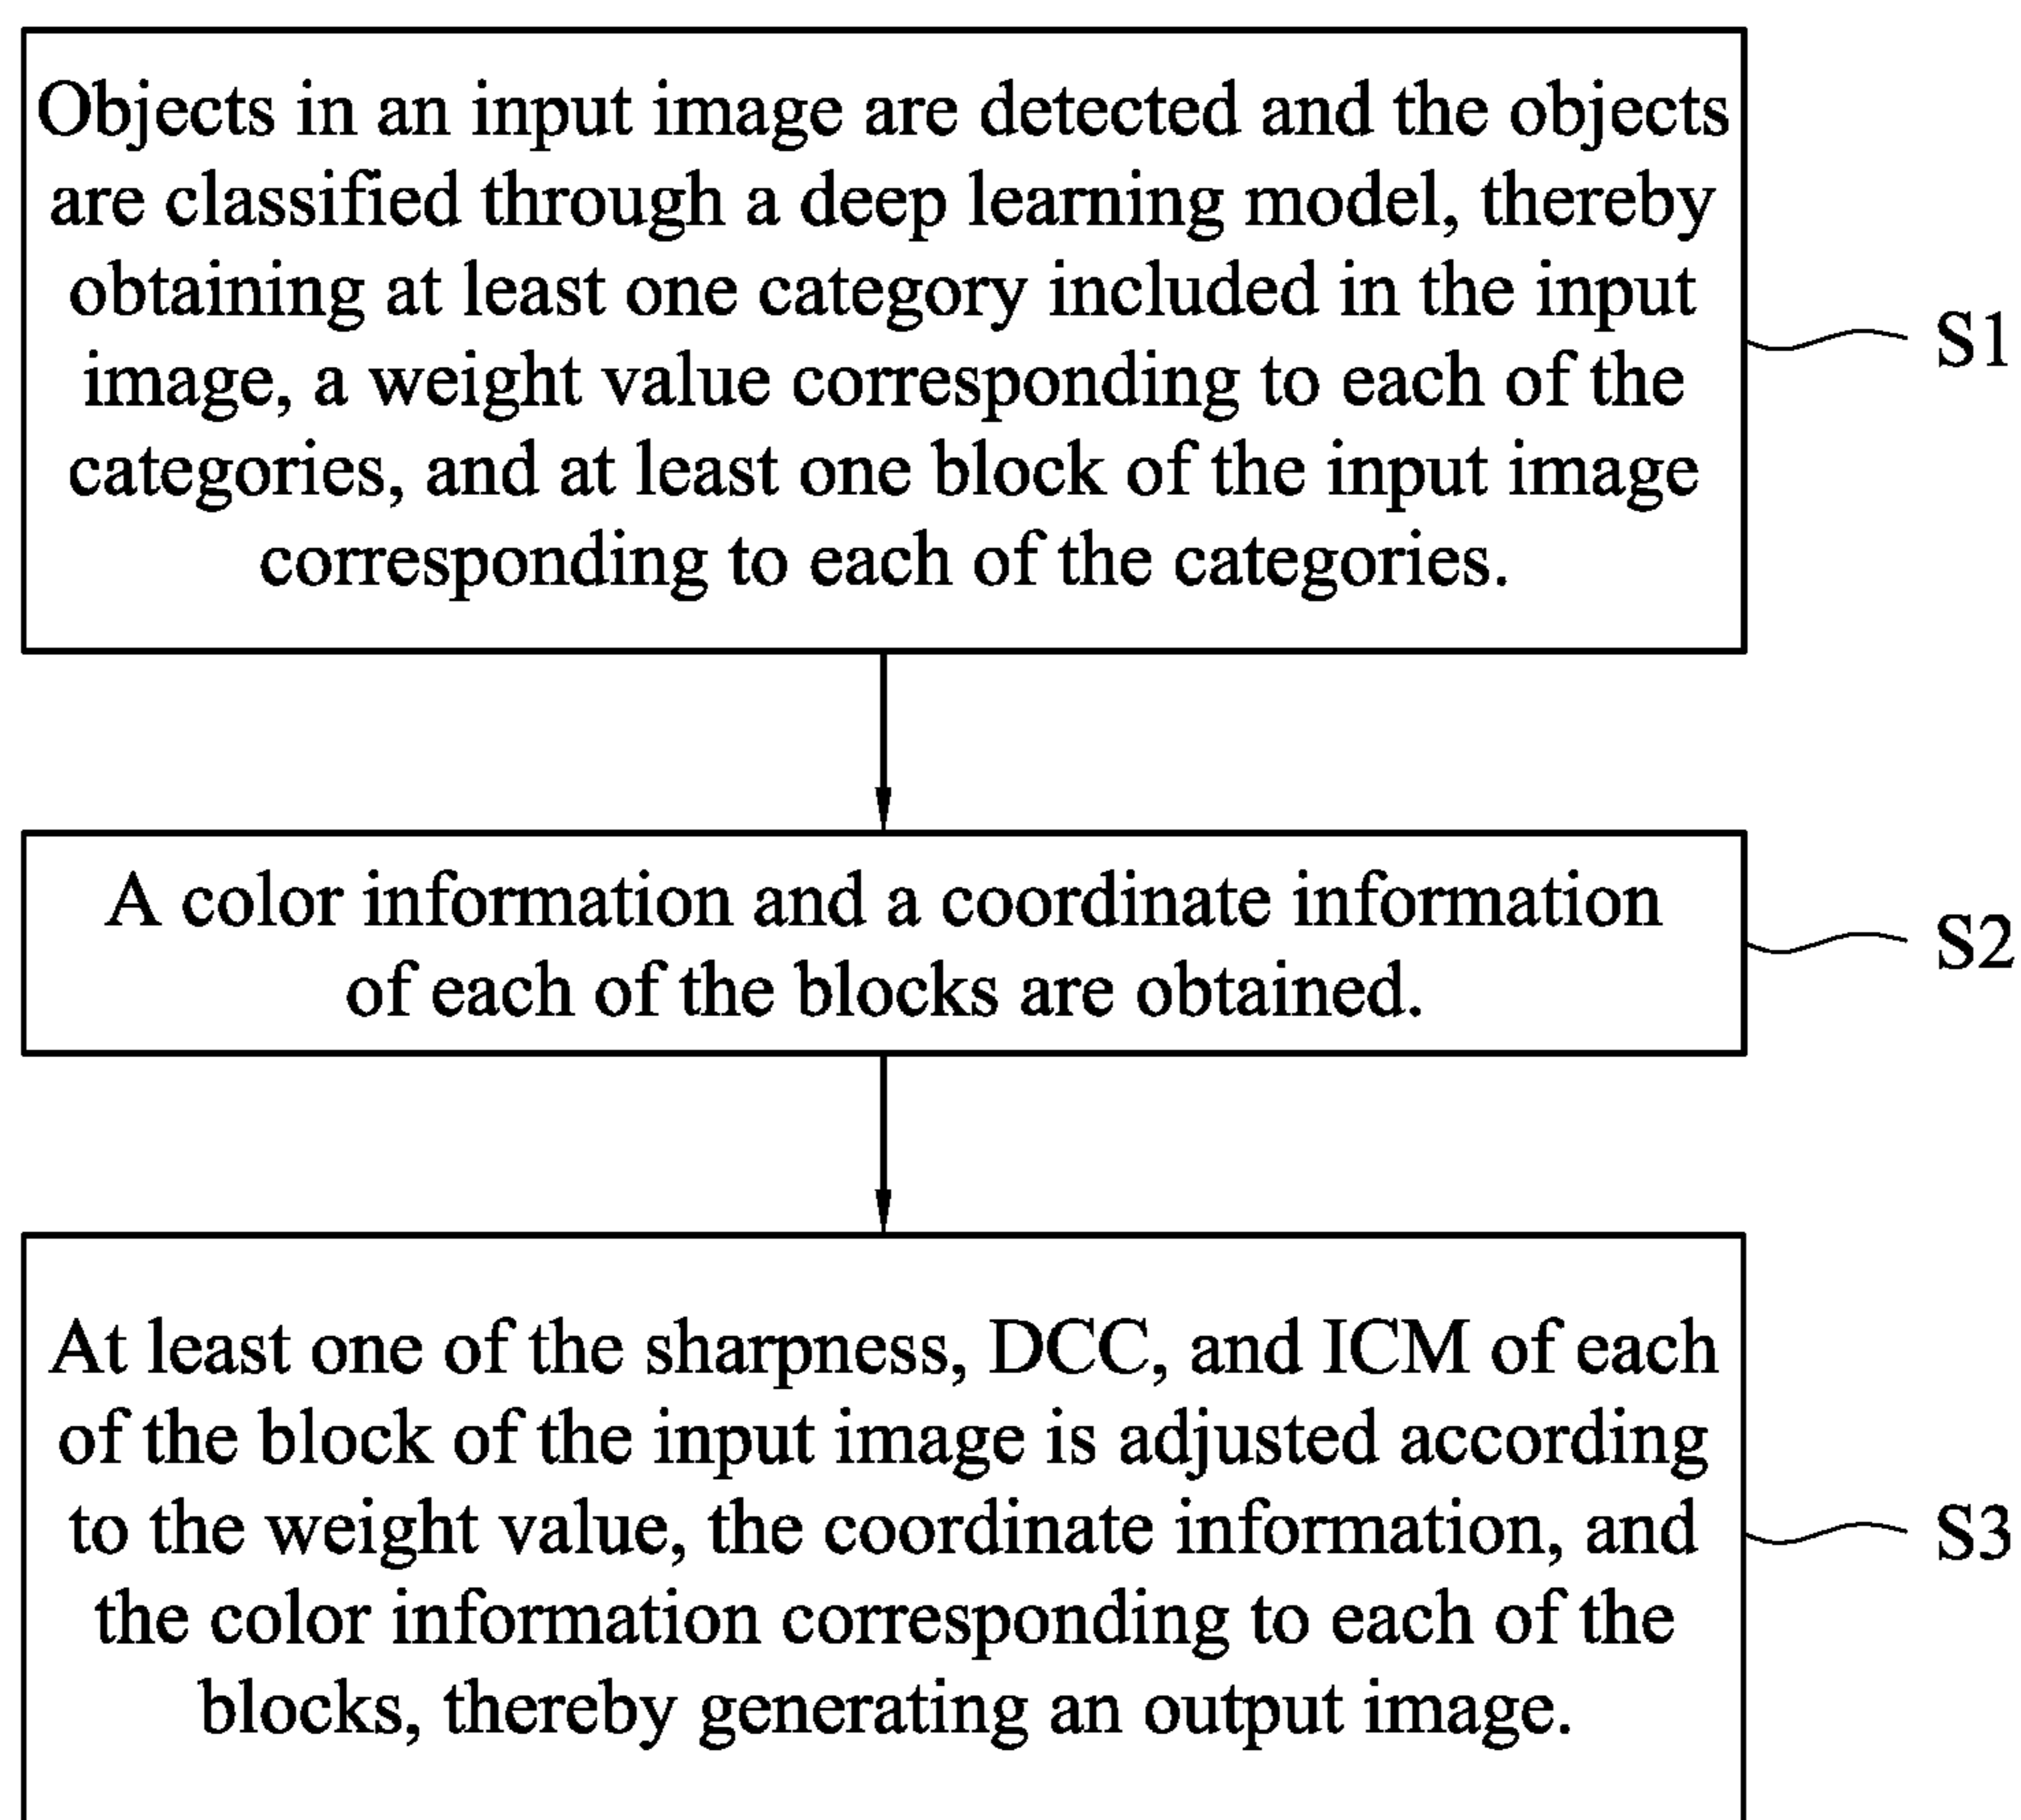 Objects in an input image are detected and the objects
are classified through a deep learning model, thereby
obtaining at least one category included in the input
image, a weight value corresponding to each of the
categories, and at least one block of the input image
corresponding to each of the categories.
S1
A color information and a coordinate information
of each of the blocks are obtained.
S2
At least one of the sharpness, DCC, and ICM of each
of the block of the input image is adjusted according
to the weight value, the coordinate information, and
the color information corresponding to each of the
blocks, thereby generating an output image.
S3